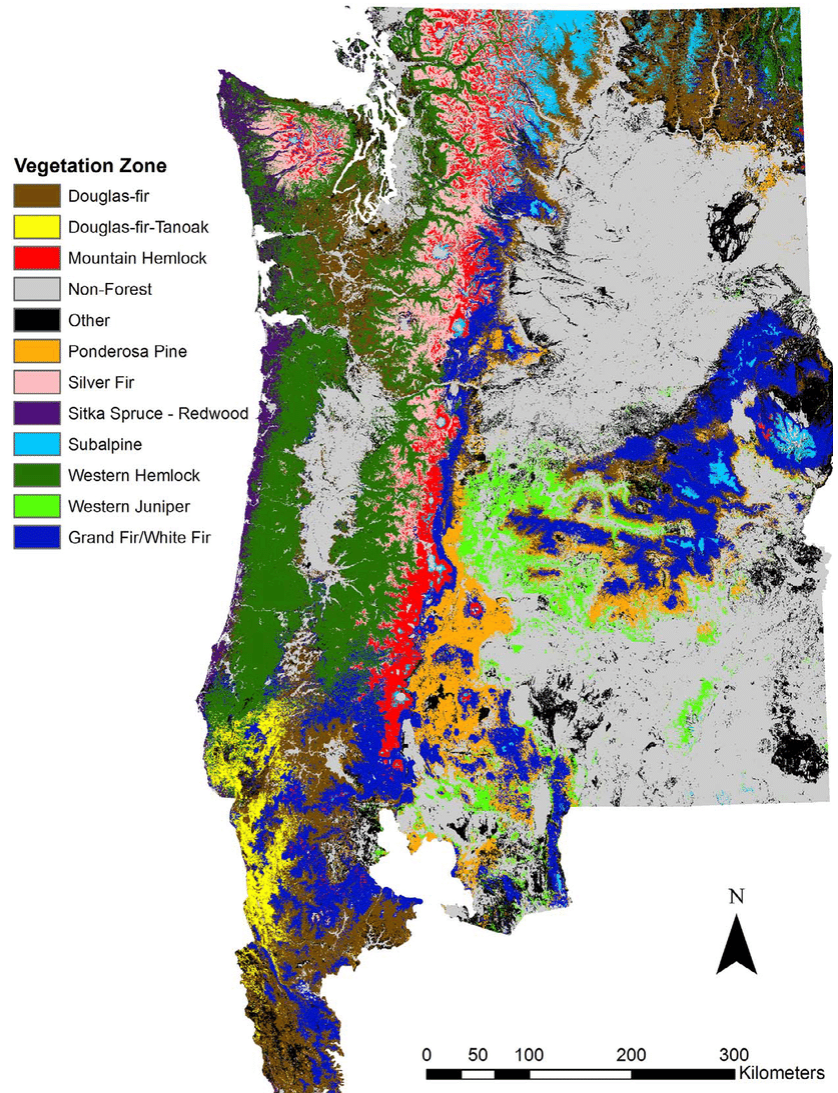 Vegetation Zone
Douglas-fir
Douglas-fir-Tanoak
Mountain Hemlock
Non-Forest
Other
Ponderosa Pine
Silver Fir
Sitka Spruce - Redwood
Subalpine
Western Hemlock
Western Juniper
Grand Fir/White Fir
N
0 50 100 200 300
Kilometers